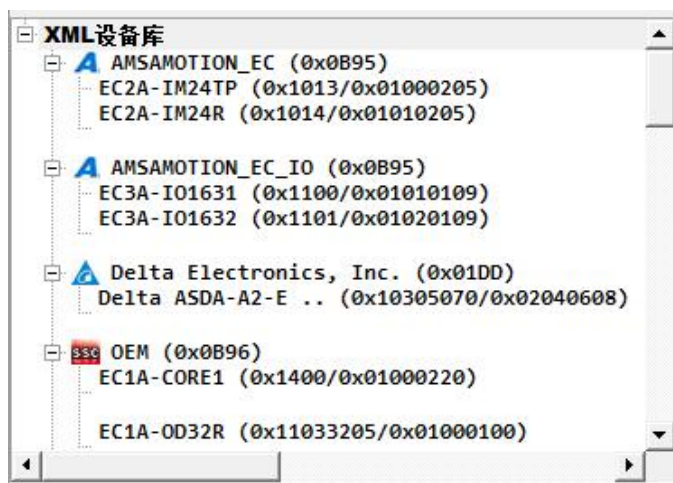 XML设备库
AMSAMOTION_EC (0x0B95)
EC2A-IM24TP (0x1013/0x01000205)
EC2A-IM24R (0x1014/0x01010205)
AMSAMOTION_EC_IO (0x0B95)
EC3A-IO1631 (0x1100/0x01010109)
EC3A-IO1632 (0x1101/0x01020109)
Delta Electronics, Inc. (0x01DD)
Delta ASDA-A2-E .. (0x10305070/0x02040608)
ssc OEM (0x0B96)
EC1A-CORE1 (0x1400/0x01000220)
EC1A-OD32R (0x11033205/0x01000100)